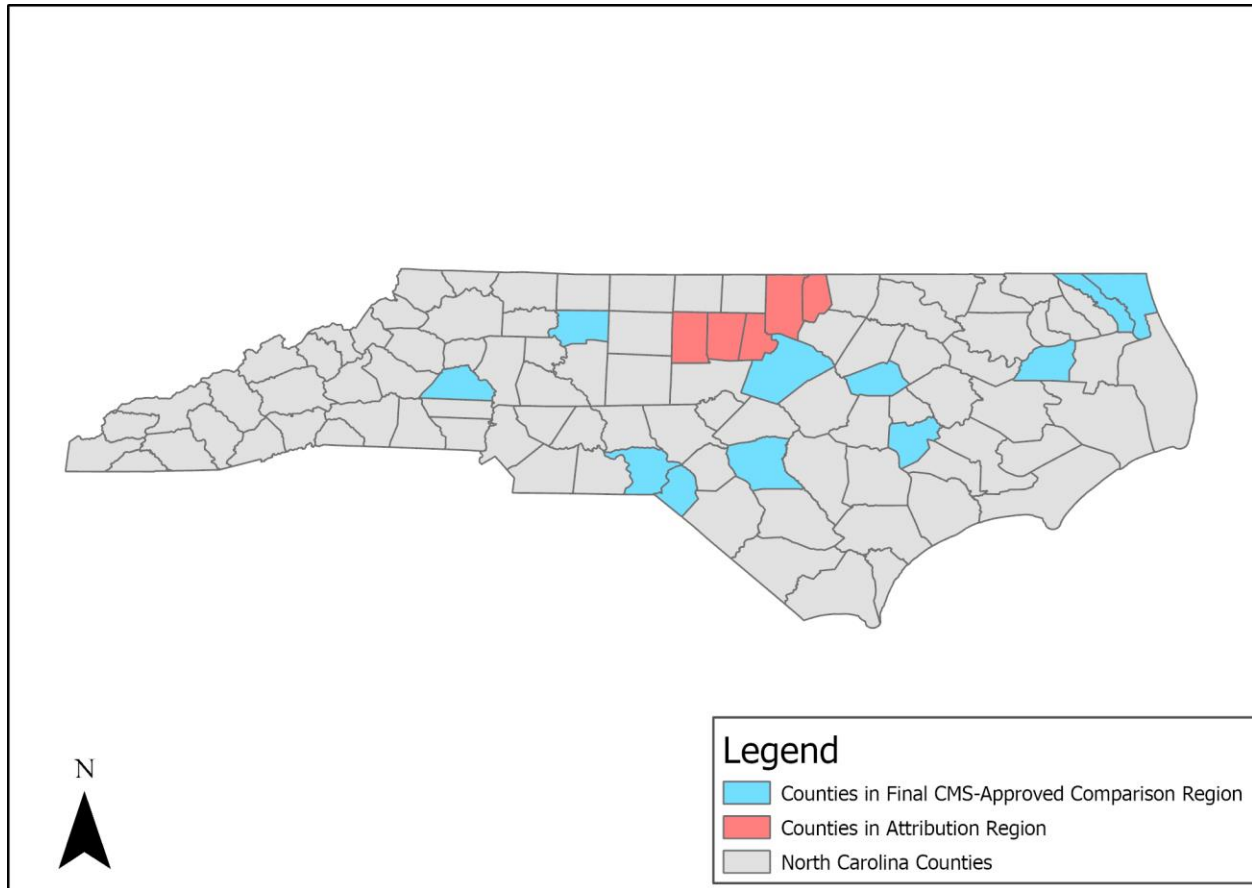 N
Legend
Counties in Final CMS-Approved Comparison Region
Counties in Attribution Region
North Carolina Counties